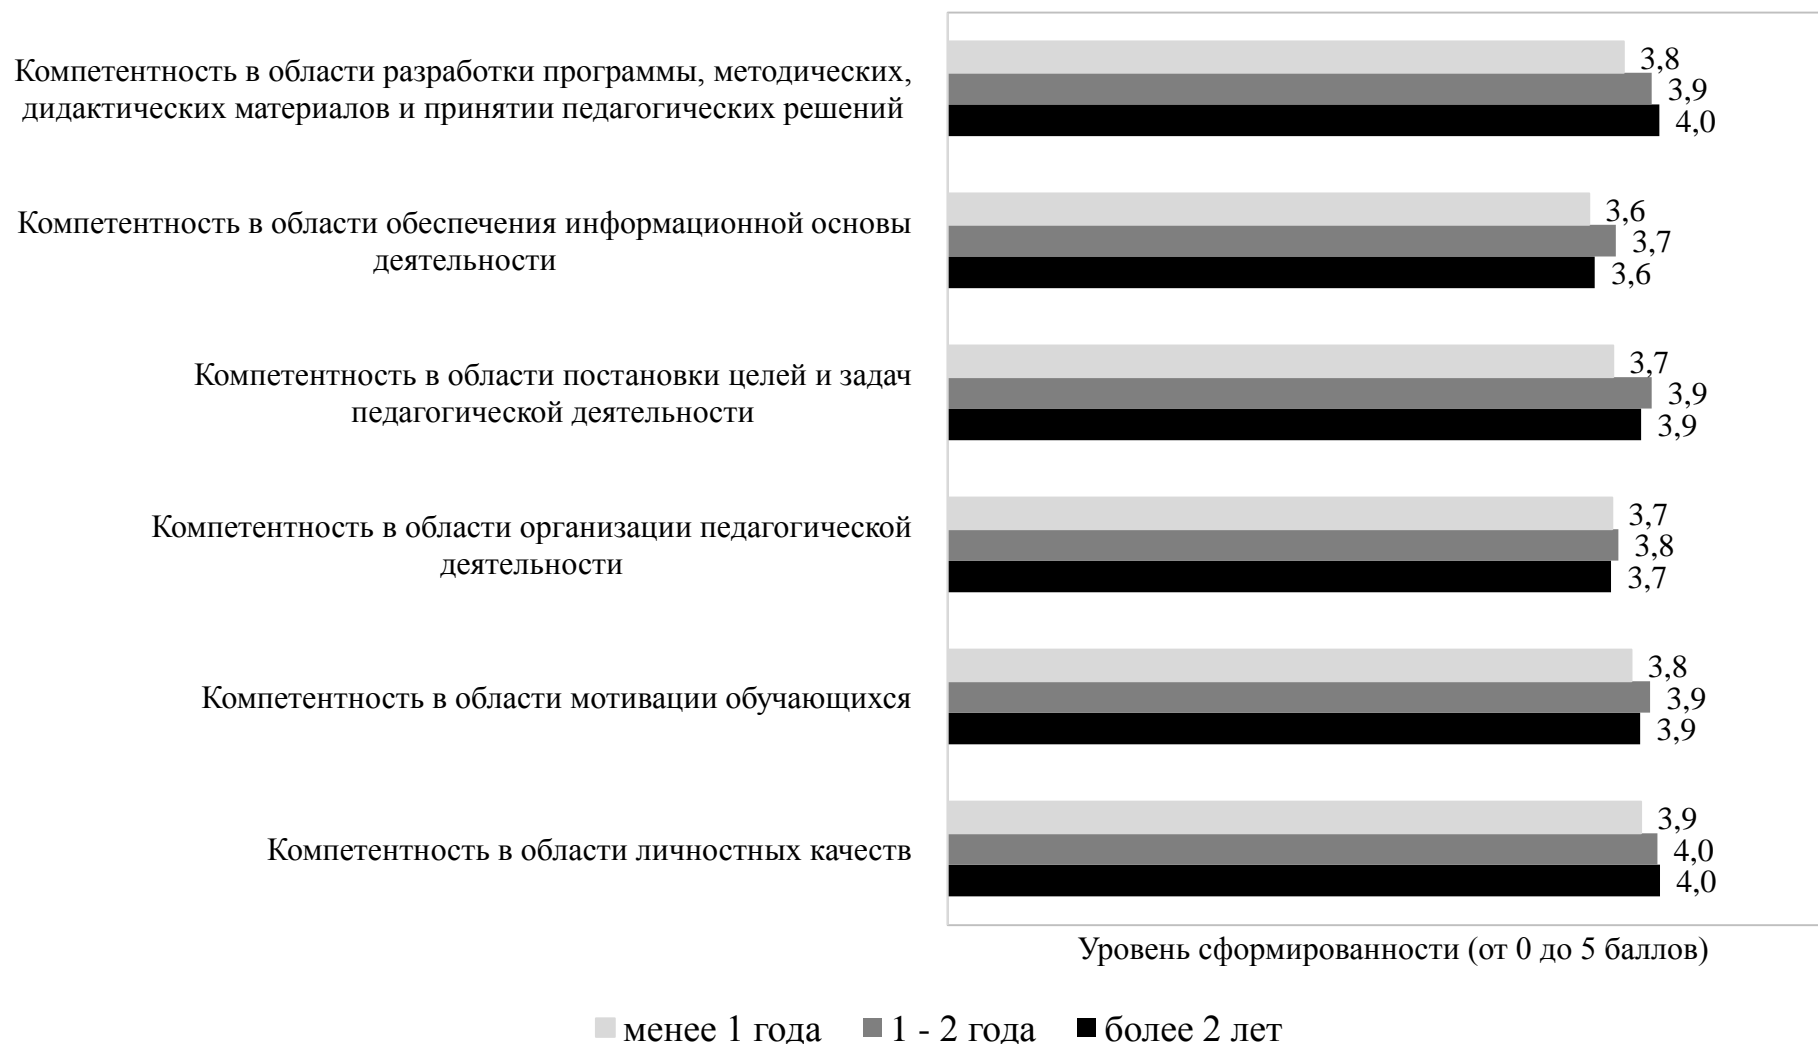 Компетентность в области разработки программы, методических,
дидактических материалов и принятии педагогических решений
3,8
3,9
4,0
Компетентность в области обеспечения информационной основы
деятельности
3,6
3,7
3,6
Компетентность в области постановки целей и задач
педагогической деятельности
3,7
3,9
3,9
Компетентность в области организации педагогической
деятельности
3,7
3,8
3,7
Компетентность в области мотивации обучающихся
3,8
3,9
3,9
Компетентность в области личностных качеств
3,9
4,0
4,0
Уровень сформированности (от 0 до 5 баллов)
менее 1 года 1 - 2 года более 2 лет